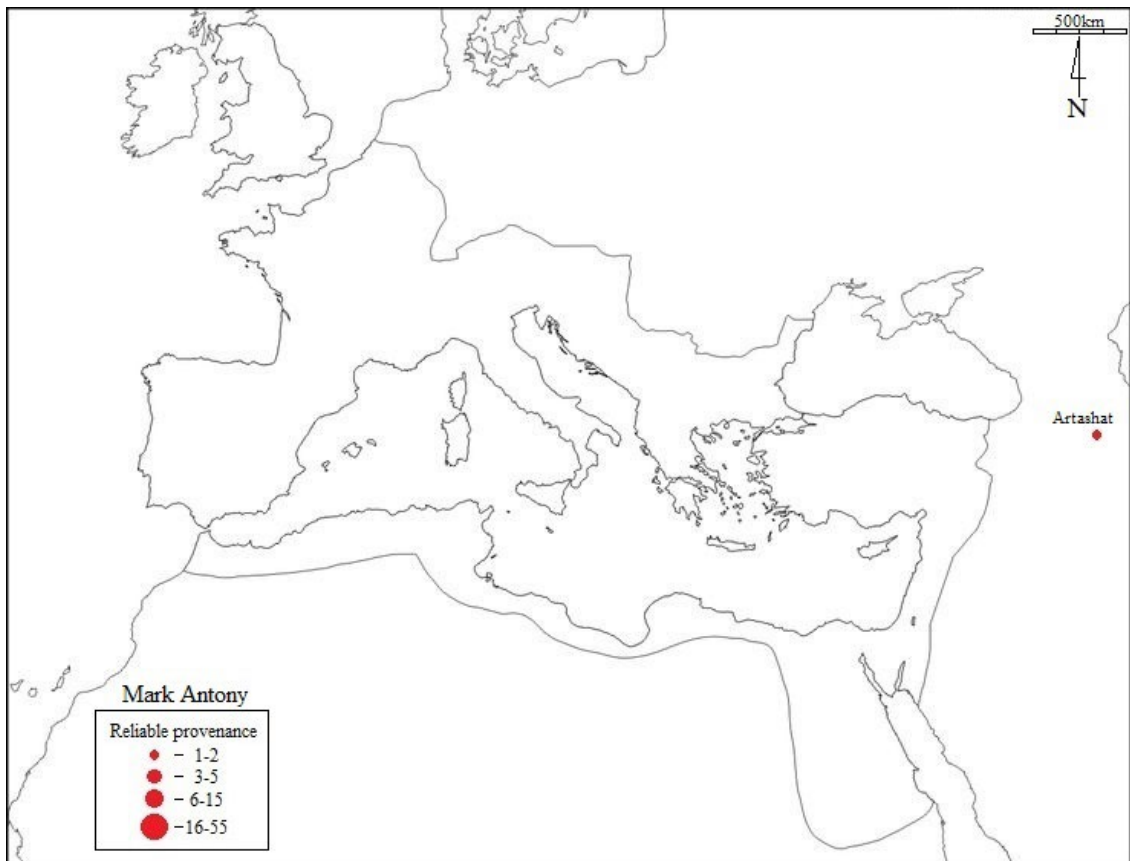 500km
N
Artashat
Mark Antony
Reliable provenance
- 1-2
- 3-5
- 6-15
-16-55